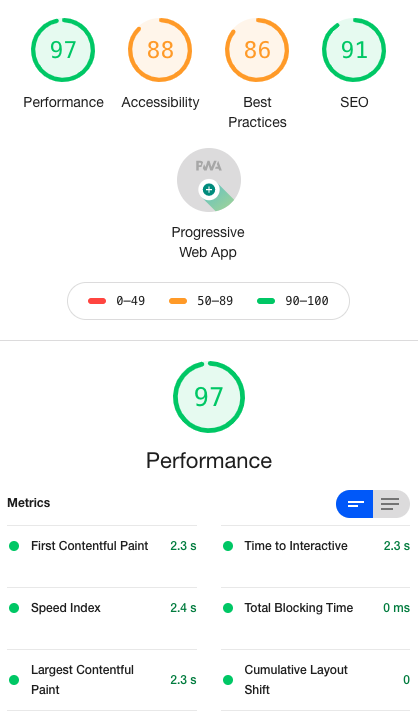 97 88 86 91
Performance Accessibility Best Practices SEO
PWA
Progressive
Web App
0–49 50–89 90–100
97
Performance
Metrics
First Contentful Paint 2.3 s
Time to Interactive 2.3 s
Speed Index 2.4 s
Total Blocking Time 0 ms
Largest Contentful
Paint 2.3 s
Cumulative Layout
Shift 0